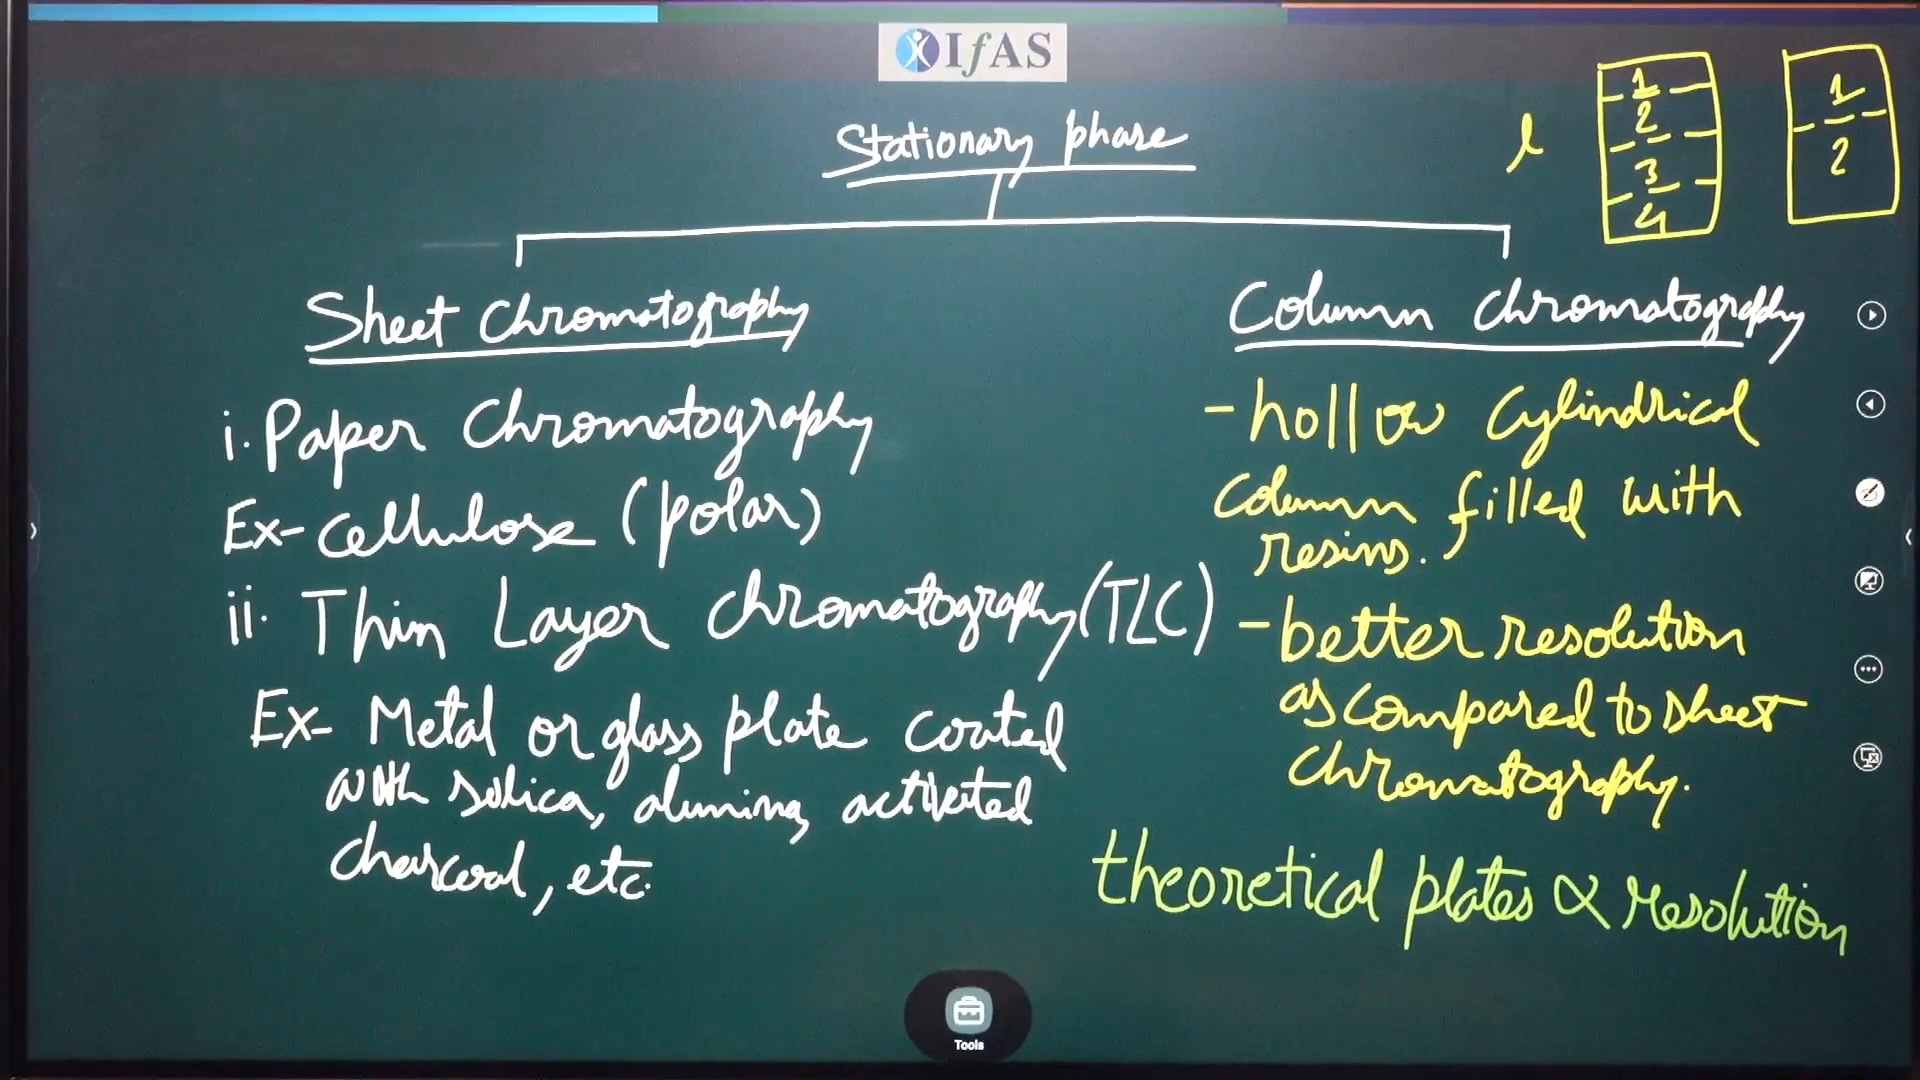 IfAS
Stationary phase
l
1
2
3
4
1
2
Sheet Chromatography
i. Paper Chromatography
Ex- Cellulose (polar)
ii. Thin Layer Chromatography (TLC)
Ex- Metal or glass plate coated
with silica, alumina, activated
charcoal, etc.
Column Chromatography
- hollow cylindrical
column filled with
resins.
- better resolution
as compared to sheet
chromatography.
theoretical plates ∝ resolution
Tools